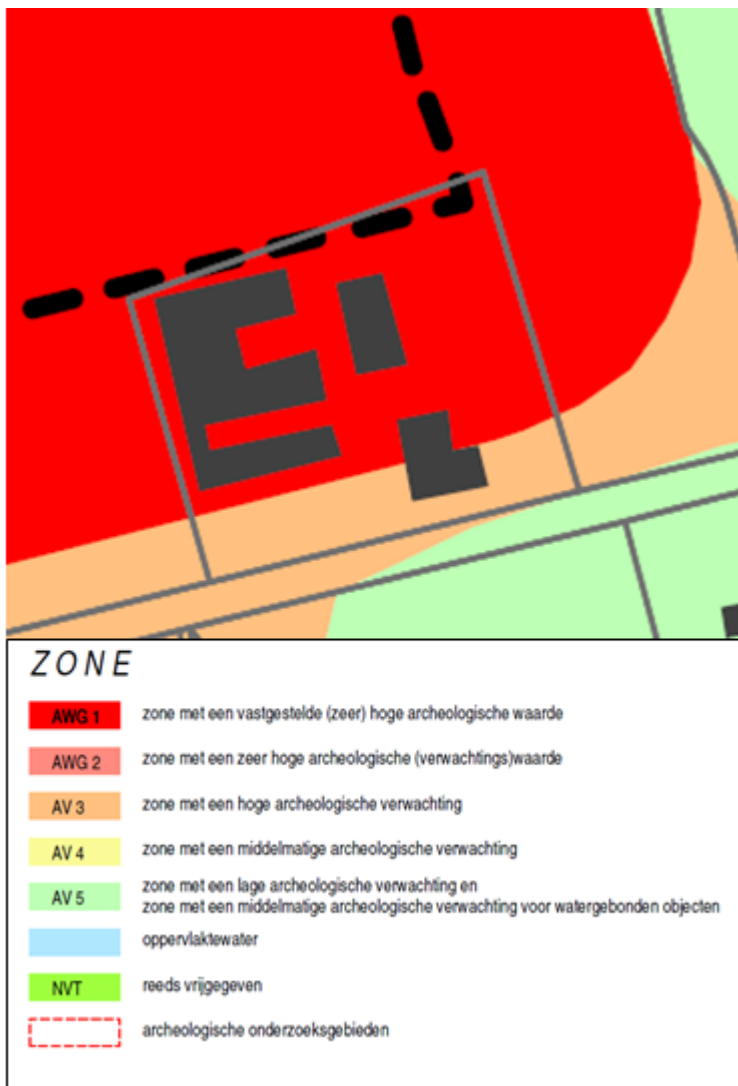 ZONE
AWG 1 zone met een vastgestelde (zeer) hoge archeologische waarde
AWG 2 zone met een zeer hoge archeologische (verwachtings)waarde
AV 3 zone met een hoge archeologische verwachting
AV 4 zone met een middelmatige archeologische verwachting
AV 5 zone met een lage archeologische verwachting en
zone met een middelmatige archeologische verwachting voor watergebonden objecten
oppervlaktewater
NVT reeds vrijgegeven
archeologische onderzoeksgebieden